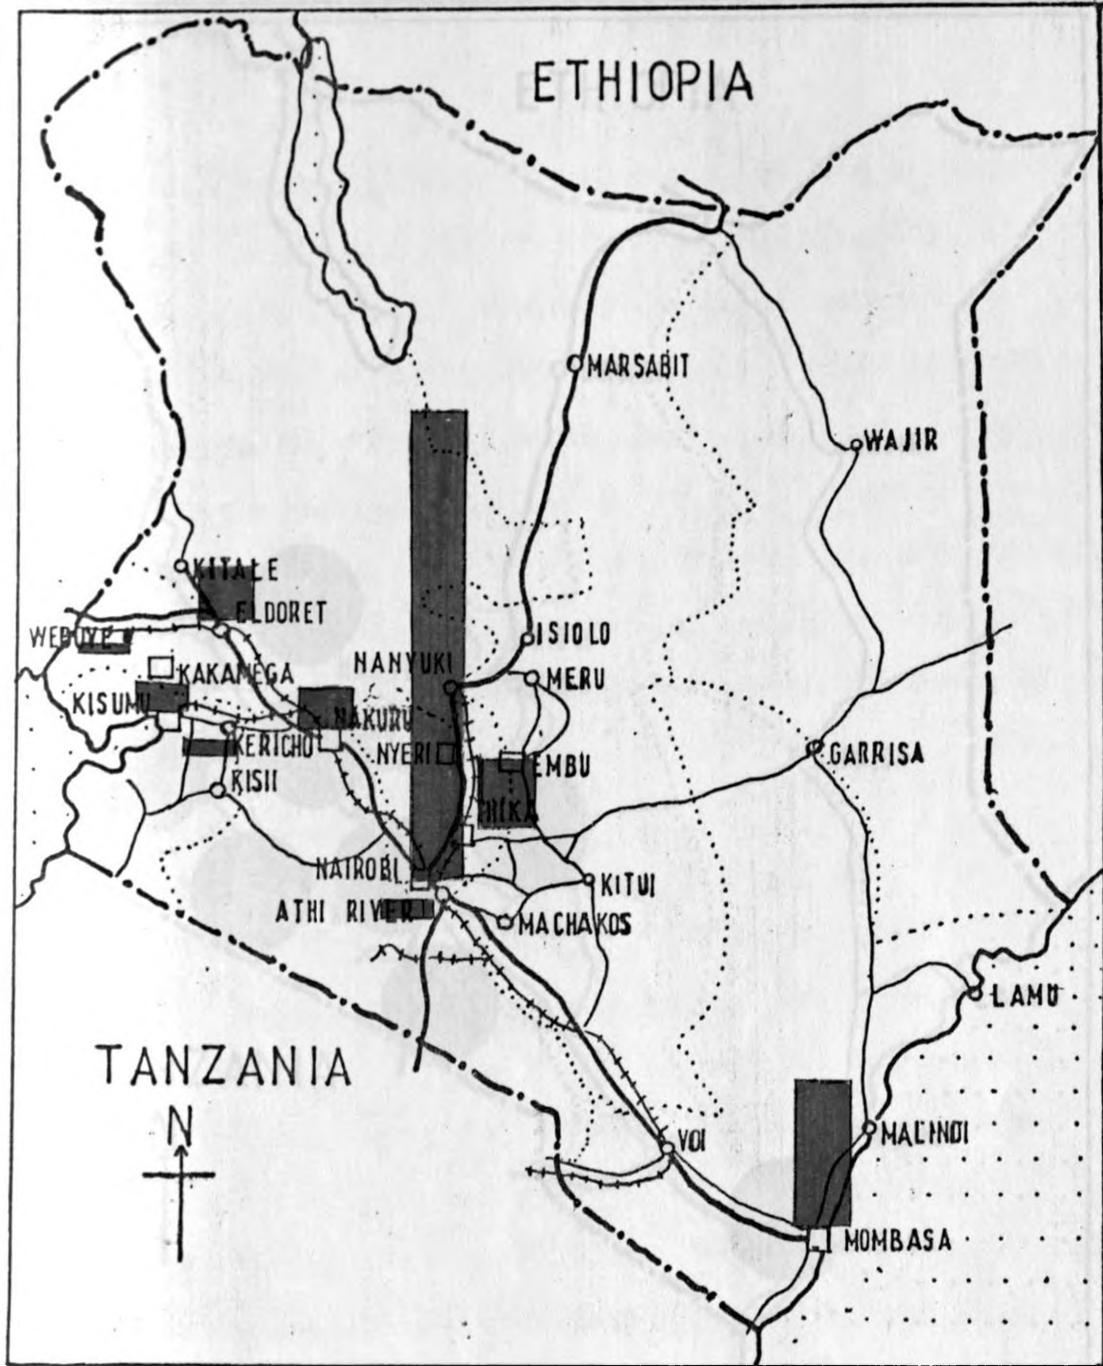 ETHIOPIA
MARSABIT
WAJIR
KITALE
ELDORET
WEBUYE
ISIOLO
KAKAMEGA
NANYUKI
MERU
KISUMU
NAKURU
KERICHO
NYERI
EMBU
GARRISA
KISII
THIKA
NAIROBI
KITUI
ATHI RIVER
MACHAKOS
LAMU
TANZANIA
N
VOI
MALINDI
MOMBASA